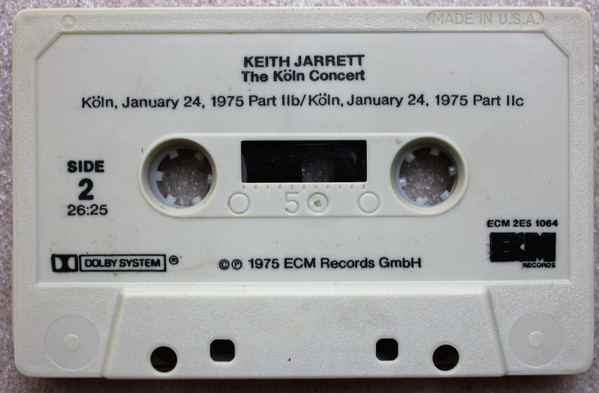 MADE IN U.S.A.
KEITH JARRETT
The Köln Concert
Köln, January 24, 1975 Part IIb/Köln, January 24, 1975 Part IIc
SIDE
2
26:25
5
ECM 2E5 1064
ECM
RECORDS
DOLBY SYSTEM ®
©℗ 1975 ECM Records GmbH